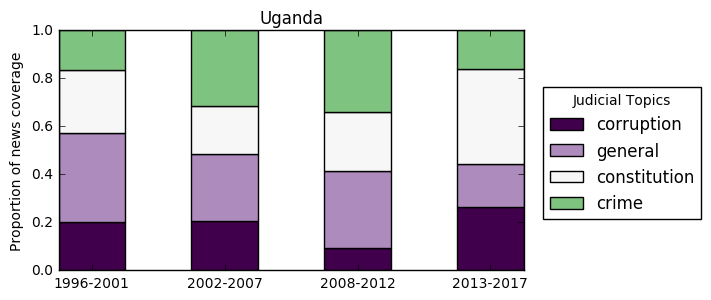 Uganda
Proportion of news coverage
1.0
0.8
0.6
0.4
0.2
0.0
1996-2001
2002-2007
2008-2012
2013-2017
Judicial Topics
corruption
general
constitution
crime